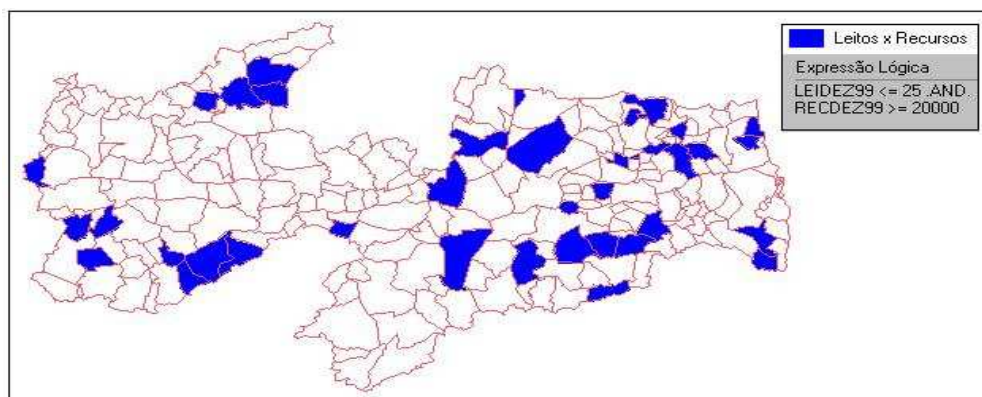 Leitos x Recursos
Expressão Lógica
LEIDEZ99 <= 25 .AND.
RECDEZ99 >= 20000